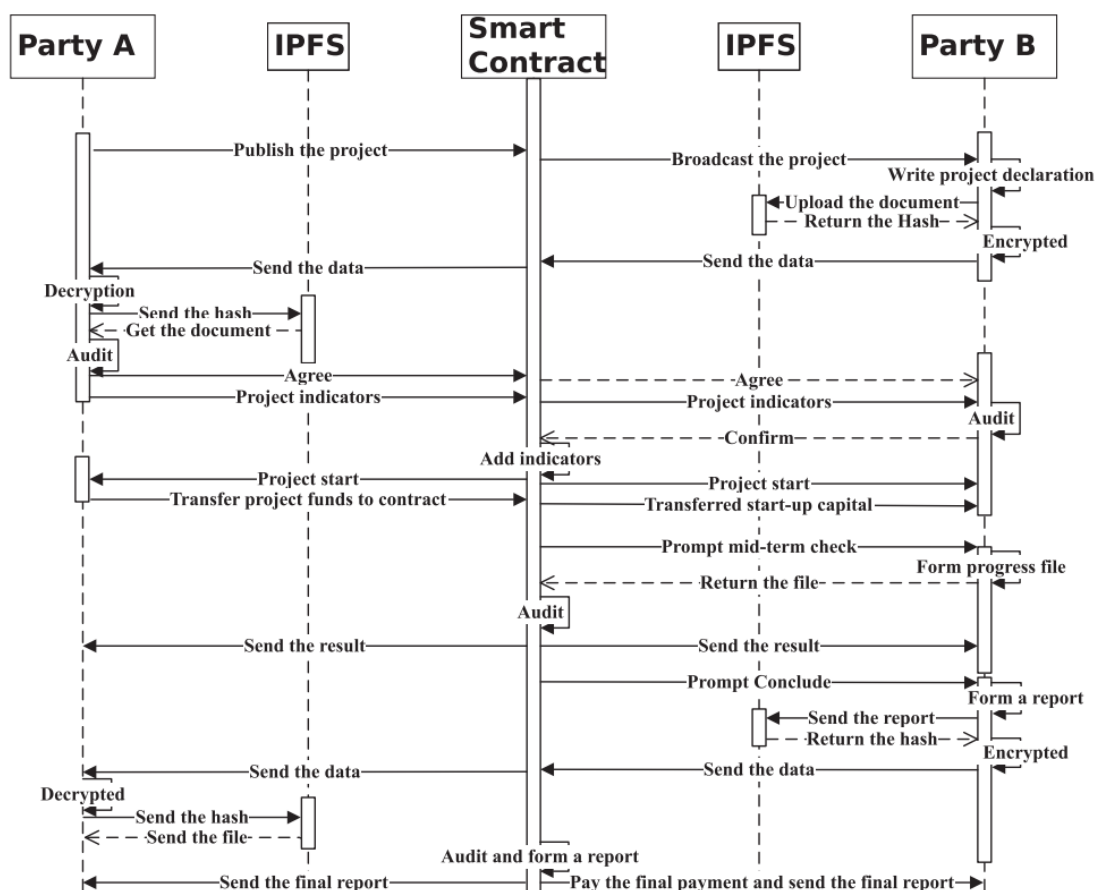 Party A
IPFS
Smart
Contract
IPFS
Party B
Publish the project
Broadcast the project
Write project declaration
Upload the document
Return the Hash
Encrypted
Send the data
Send the data
Decryption
Send the hash
Get the document
Audit
Agree
Agree
Project indicators
Project indicators
Audit
Confirm
Add indicators
Project start
Project start
Transfer project funds to contract
Transferred start-up capital
Prompt mid-term check
Form progress file
Return the file
Audit
Send the result
Send the result
Prompt Conclude
Form a report
Send the report
Return the hash
Encrypted
Send the data
Send the data
Decrypted
Send the hash
Send the file
Audit and form a report
Send the final report
Pay the final payment and send the final report